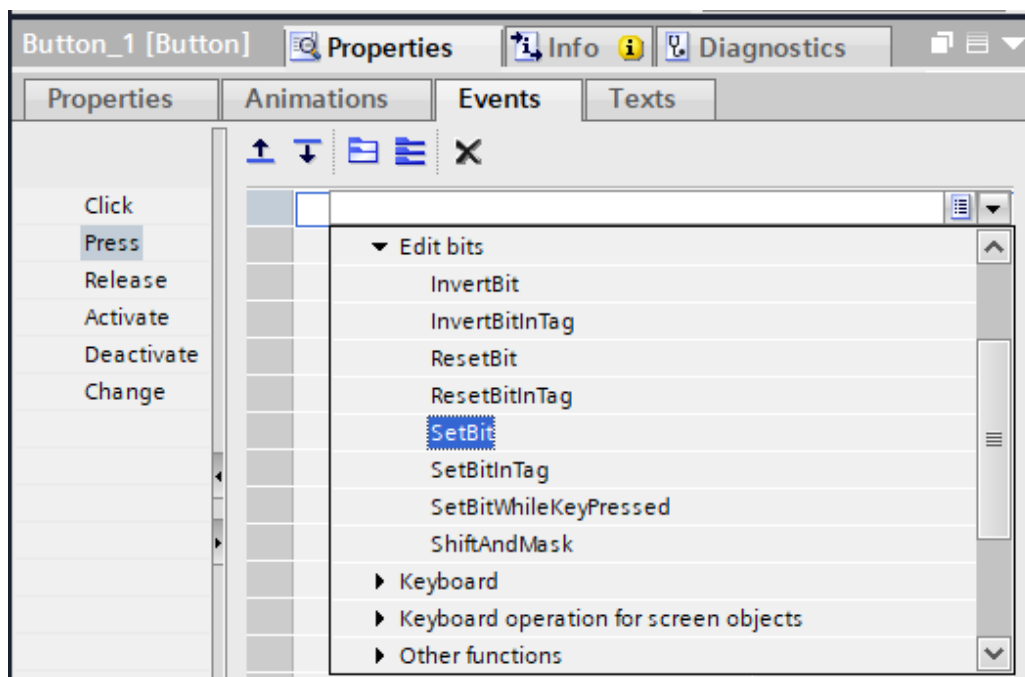 Button_1 [Button] Properties Info Diagnostics
Properties Animations Events Texts
Click
Press
Release
Activate
Deactivate
Change
Edit bits
InvertBit
InvertBitInTag
ResetBit
ResetBitInTag
SetBit
SetBitInTag
SetBitWhileKeyPressed
ShiftAndMask
Keyboard
Keyboard operation for screen objects
Other functions